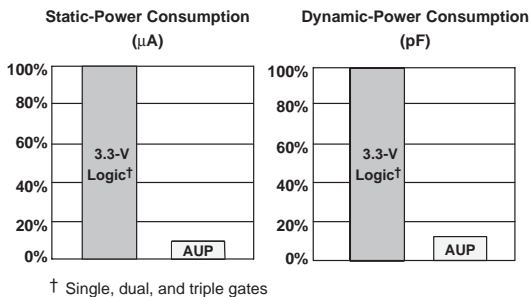 Static-Power Consumption
(μA)
100%
80%
60%
40%
20%
0%
3.3-V
Logic†
AUP
Dynamic-Power Consumption
(pF)
100%
80%
60%
40%
20%
0%
3.3-V
Logic†
AUP
† Single, dual, and triple gates